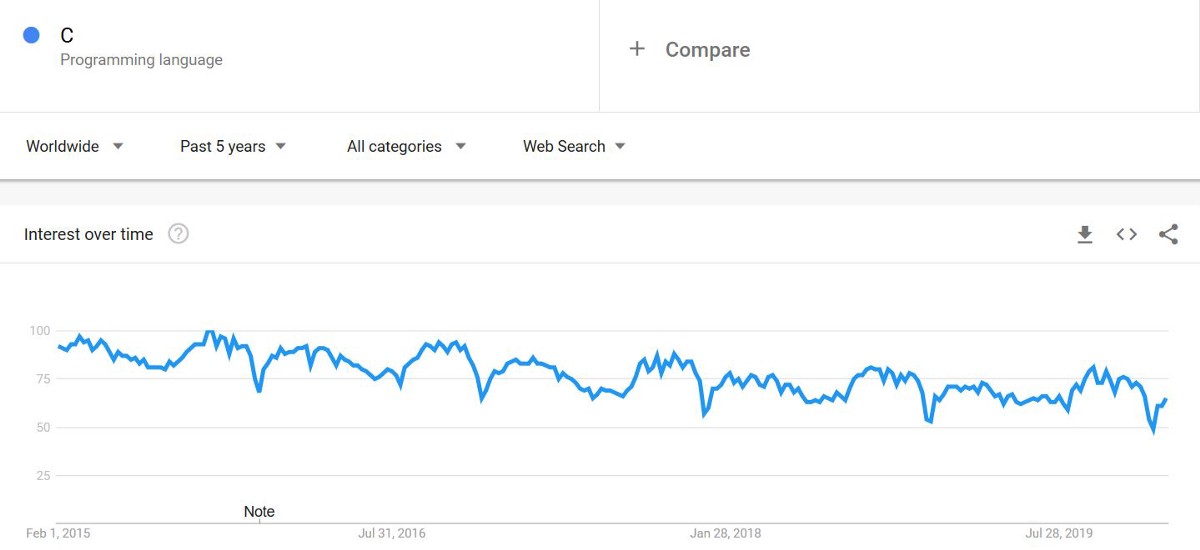 C
Programming language
+ Compare
Worldwide
Past 5 years
All categories
Web Search
Interest over time ?
100
75
50
25
Note
Feb 1, 2015
Jul 31, 2016
Jan 28, 2018
Jul 28, 2019